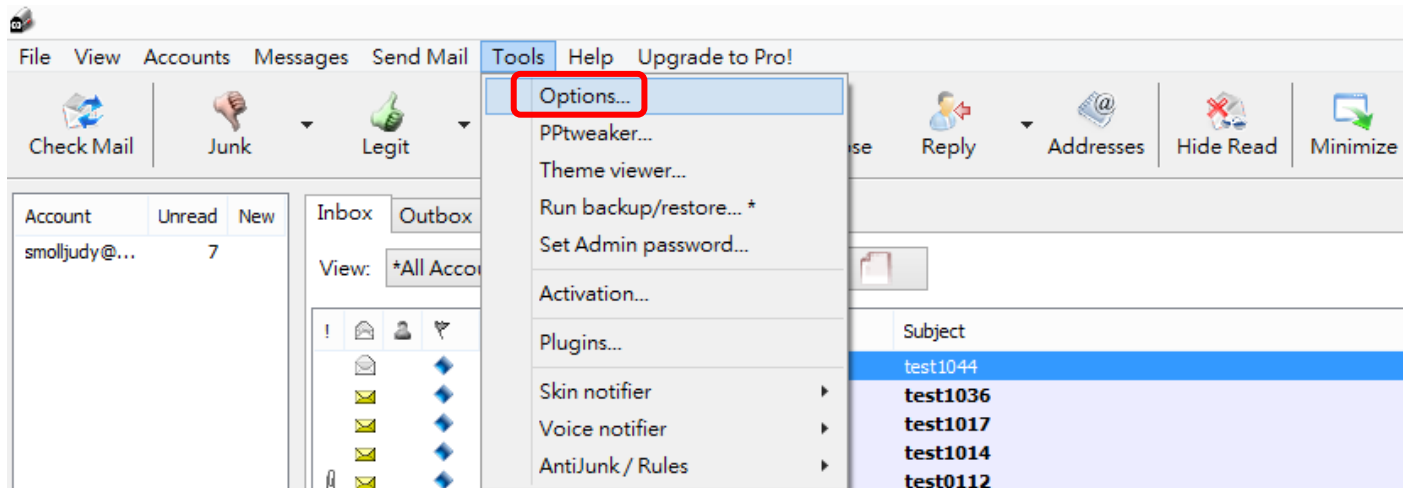 File View Accounts Messages Send Mail Tools Help Upgrade to Pro!
Check Mail Junk Legit Reply Addresses Hide Read Minimize
Options...
PPtweaker...
Theme viewer...
Run backup/restore... *
Set Admin password...
Activation...
Plugins...
Skin notifier
Voice notifier
AntiJunk / Rules
Account Unread New
smolljudy@... 7
Inbox Outbox
View: *All
! Subject
test1044
test1036
test1017
test1014
test0112